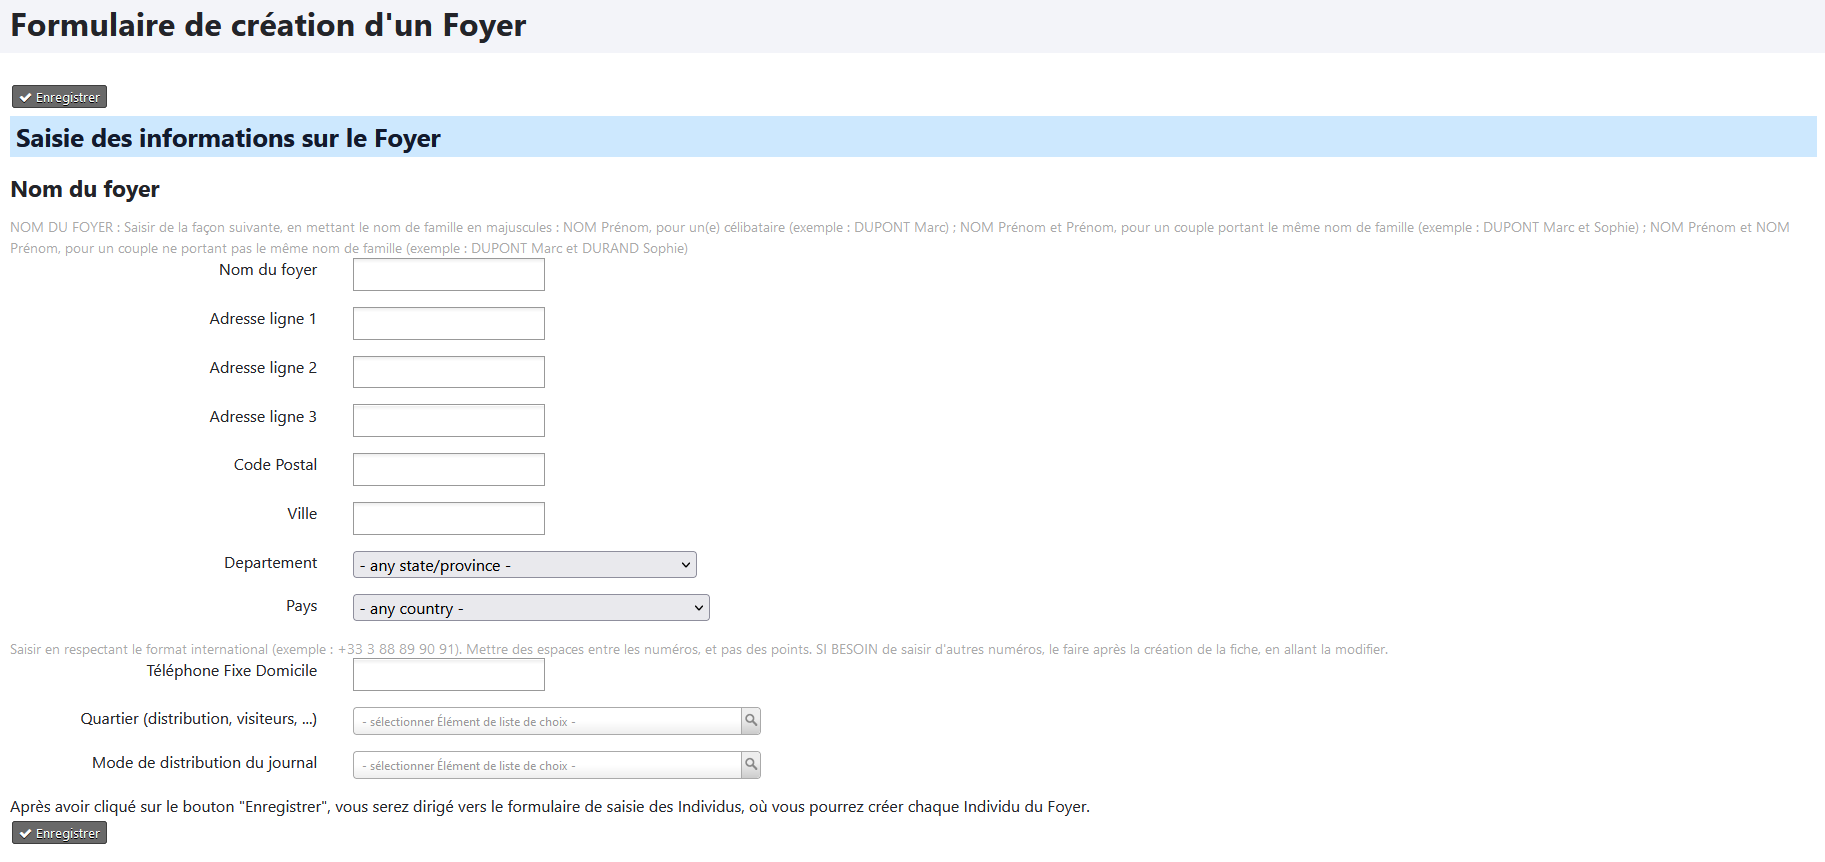 Formulaire de création d'un Foyer
Enregistrer
Saisie des informations sur le Foyer
Nom du foyer
NOM DU FOYER : Saisir de la façon suivante, en mettant le nom de famille en majuscules : NOM Prénom, pour un(e) célibataire (exemple : DUPONT Marc) ; NOM Prénom et Prénom, pour un couple portant le même nom de famille (exemple : DUPONT Marc et Sophie) ; NOM Prénom et NOM
Prénom, pour un couple ne portant pas le même nom de famille (exemple : DUPONT Marc et DURAND Sophie)
Nom du foyer
Adresse ligne 1
Adresse ligne 2
Adresse ligne 3
Code Postal
Ville
Departement - any state/province -
Pays - any country -
Saisir en respectant le format international (exemple : +33 3 88 89 90 91). Mettre des espaces entre les numéros, et pas des points. SI BESOIN de saisir d'autres numéros, le faire après la création de la fiche, en allant la modifier.
Téléphone Fixe Domicile
Quartier (distribution, visiteurs, ...) - sélectionner Élément de liste de choix -
Mode de distribution du journal - sélectionner Élément de liste de choix -
Après avoir cliqué sur le bouton "Enregistrer", vous serez dirigé vers le formulaire de saisie des Individus, où vous pourrez créer chaque Individu du Foyer.
Enregistrer